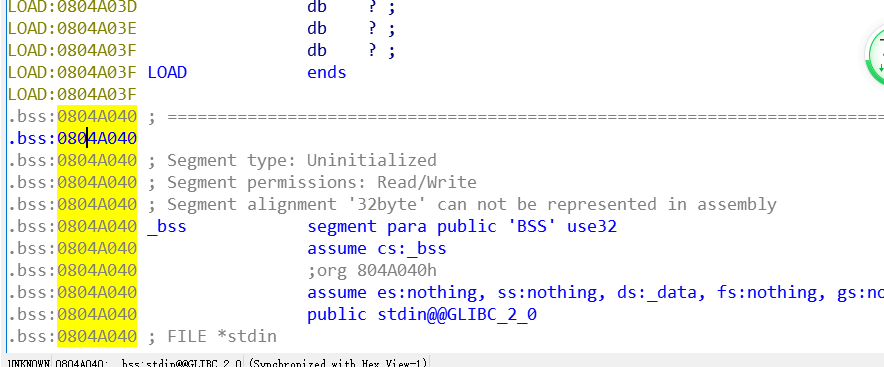 LOAD:0804A03D db ? ;
LOAD:0804A03E db ? ;
LOAD:0804A03F db ? ;
LOAD:0804A03F LOAD ends
LOAD:0804A03F
.bss:0804A040 ; ===========================================================================
.bss:0804A040
.bss:0804A040 ; Segment type: Uninitialized
.bss:0804A040 ; Segment permissions: Read/Write
.bss:0804A040 ; Segment alignment '32byte' can not be represented in assembly
.bss:0804A040 _bss segment para public 'BSS' use32
.bss:0804A040 assume cs:_bss
.bss:0804A040 ;org 804A040h
.bss:0804A040 assume es:nothing, ss:nothing, ds:_data, fs:nothing, gs:no
.bss:0804A040 public stdin@@GLIBC_2_0
.bss:0804A040 ; FILE *stdin
UNKNOWN 0804A040: .bss:stdin@@GLIBC_2_0 (Synchronized with Hex View-1)